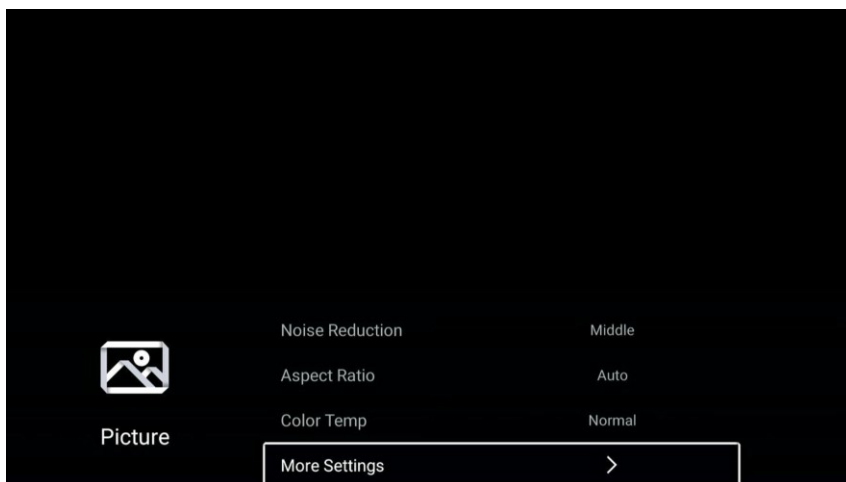 Noise Reduction Middle
Aspect Ratio Auto
Color Temp Normal
Picture
More Settings >